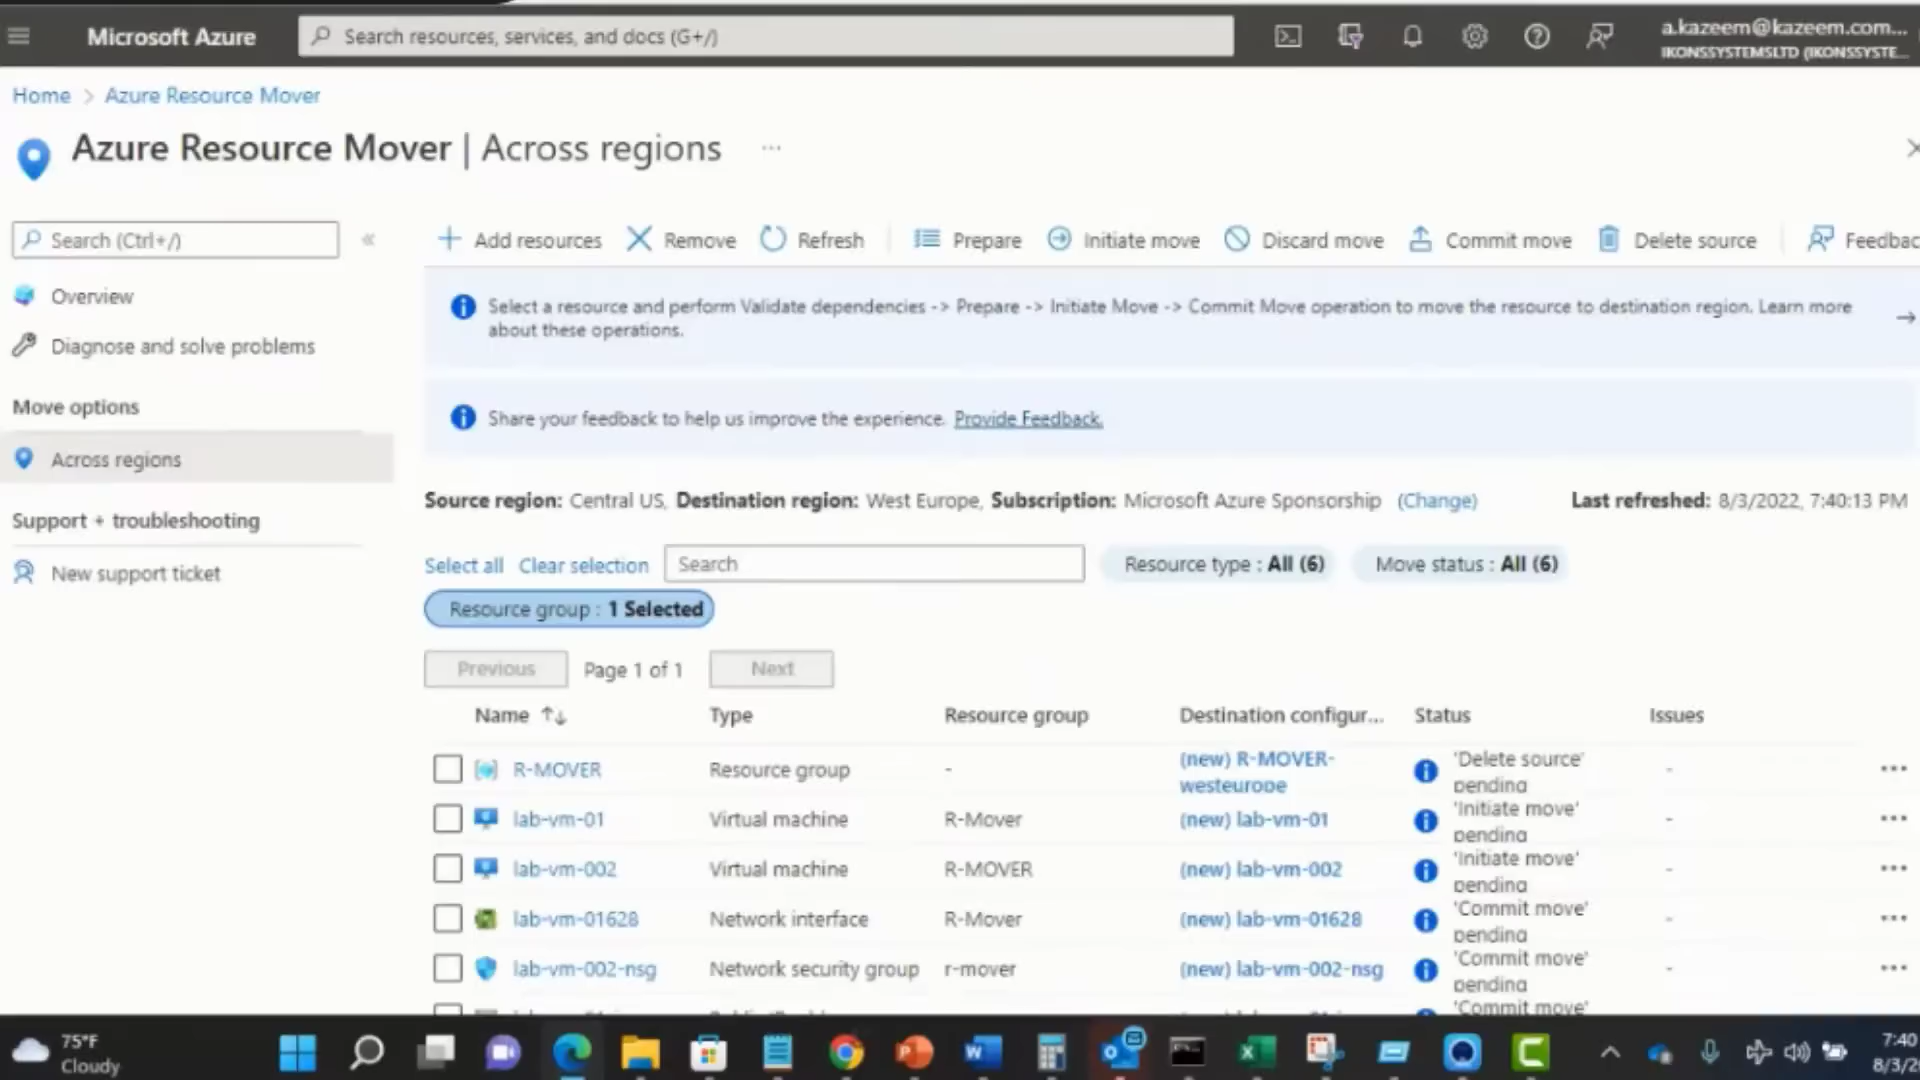 Microsoft Azure
Search resources, services, and docs (G+/)
a.kazeem@kazeem.com...
IKONSSYSTEMSLTD (IKONSSYSTE...
Home > Azure Resource Mover
Azure Resource Mover | Across regions ...
Search (Ctrl+/)
Overview
Diagnose and solve problems
Move options
Across regions
Support + troubleshooting
New support ticket
Add resources Remove Refresh Prepare Initiate move Discard move Commit move Delete source Feedbac
Select a resource and perform Validate dependencies -> Prepare -> Initiate Move -> Commit Move operation to move the resource to destination region. Learn more
about these operations.
Share your feedback to help us improve the experience. Provide Feedback.
Source region: Central US, Destination region: West Europe, Subscription: Microsoft Azure Sponsorship (Change)
Last refreshed: 8/3/2022, 7:40:13 PM
Select all Clear selection Search Resource type : All (6) Move status : All (6)
Resource group : 1 Selected
Previous Page 1 of 1 Next
Name Type Resource group Destination configur... Status Issues
R-MOVER Resource group - (new) R-MOVER-westeurope 'Delete source' pending -
lab-vm-01 Virtual machine R-Mover (new) lab-vm-01 'Initiate move' pending -
lab-vm-002 Virtual machine R-MOVER (new) lab-vm-002 'Initiate move' pending -
lab-vm-01628 Network interface R-Mover (new) lab-vm-01628 'Commit move' pending -
lab-vm-002-nsg Network security group r-mover (new) lab-vm-002-nsg 'Commit move' pending -
'Commit move'
75°F
Cloudy
7:40
8/3/2